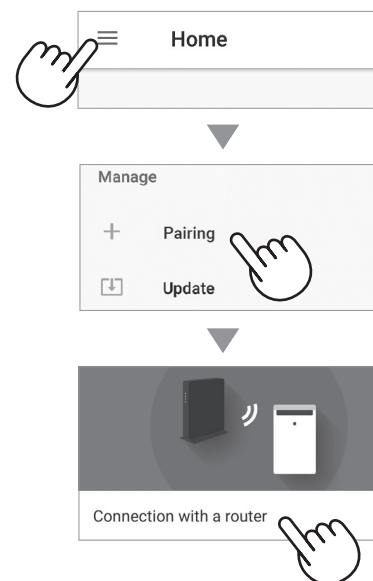 Home
Manage
Pairing
Update
Connection with a router